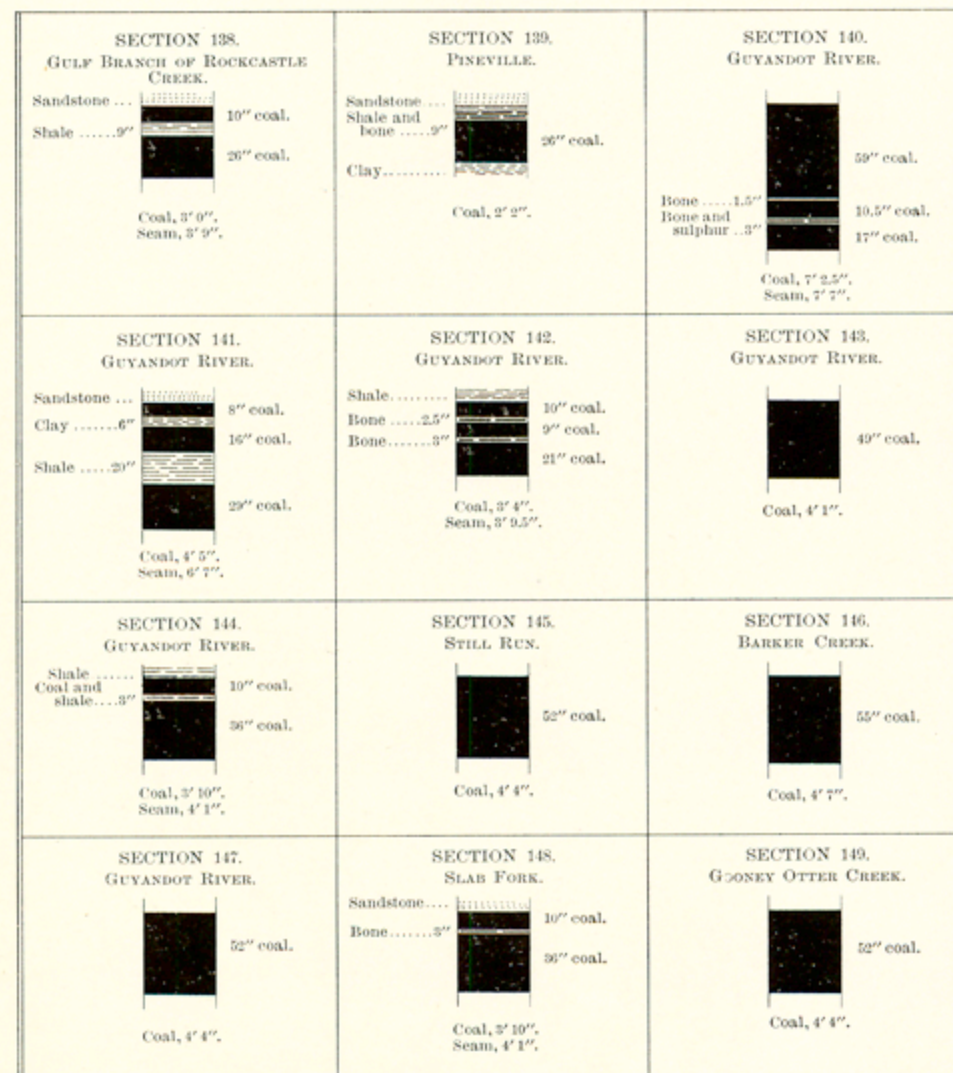 SECTION 138.
GULF BRANCH OF ROCKCASTLE
CREEK.
Sandstone ...
10″ coal.
Shale ......9″
26″ coal.
Coal, 3′ 0″.
Seam, 3′ 9″.
SECTION 139.
PINEVILLE.
Sandstone ....
Shale and
bone .....9″
26″ coal.
Clay.........
Coal, 2′ 2″.
SECTION 140.
GUYANDOT RIVER.
59″ coal.
Bone .....1.5″
10.5″ coal.
Bone and
sulphur ..3″
17″ coal.
Coal, 7′ 2.5″.
Seam, 7′ 7″.
SECTION 141.
GUYANDOT RIVER.
Sandstone ...
8″ coal.
Clay .......6″
16″ coal.
Shale .....20″
29″ coal.
Coal, 4′ 5″.
Seam, 6′ 7″.
SECTION 142.
GUYANDOT RIVER.
Shale.........
10″ coal.
Bone .....2.5″
9″ coal.
Bone.......3″
21″ coal.
Coal, 3′ 4″.
Seam, 3′ 9.5″.
SECTION 143.
GUYANDOT RIVER.
49″ coal.
Coal, 4′ 1″.
SECTION 144.
GUYANDOT RIVER.
Shale ......
Coal and
shale....3″
10″ coal.
36″ coal.
Coal, 3′ 10″.
Seam, 4′ 1″.
SECTION 145.
STILL RUN.
52″ coal.
Coal, 4′ 4″.
SECTION 146.
BARKER CREEK.
55″ coal.
Coal, 4′ 7″.
SECTION 147.
GUYANDOT RIVER.
52″ coal.
Coal, 4′ 4″.
SECTION 148.
SLAB FORK.
Sandstone....
10″ coal.
Bone.......3″
36″ coal.
Coal, 3′ 10″.
Seam, 4′ 1″.
SECTION 149.
GOONEY OTTER CREEK.
52″ coal.
Coal, 4′ 4″.